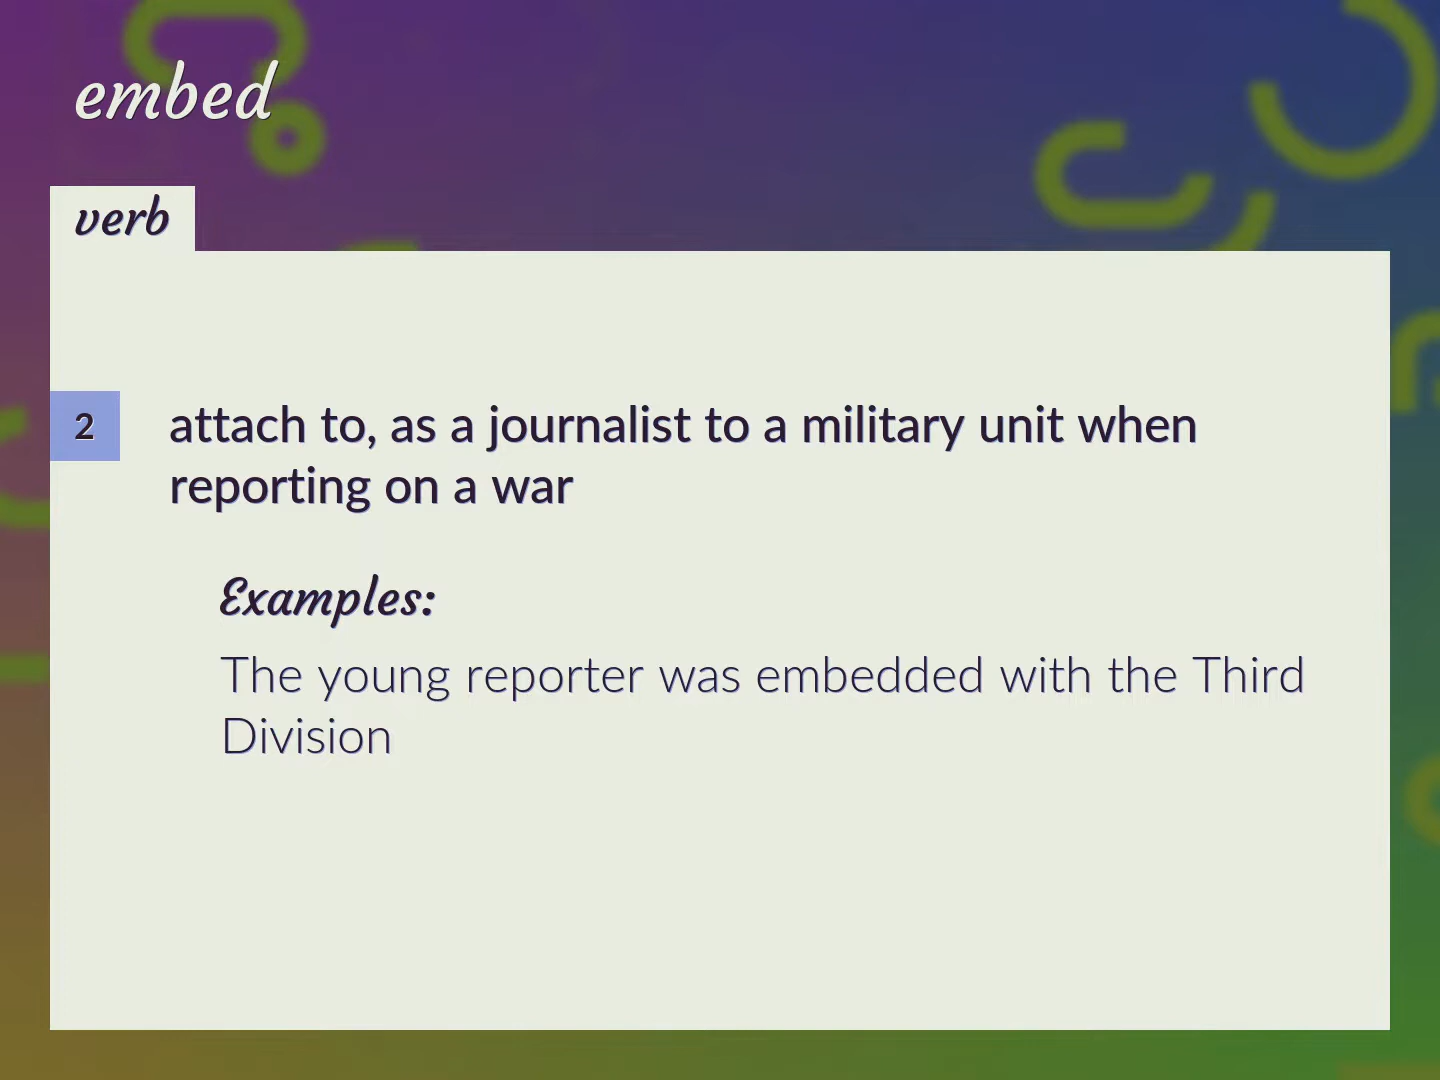 embed
verb
2
attach to, as a journalist to a military unit when
reporting on a war
Examples:
The young reporter was embedded with the Third
Division